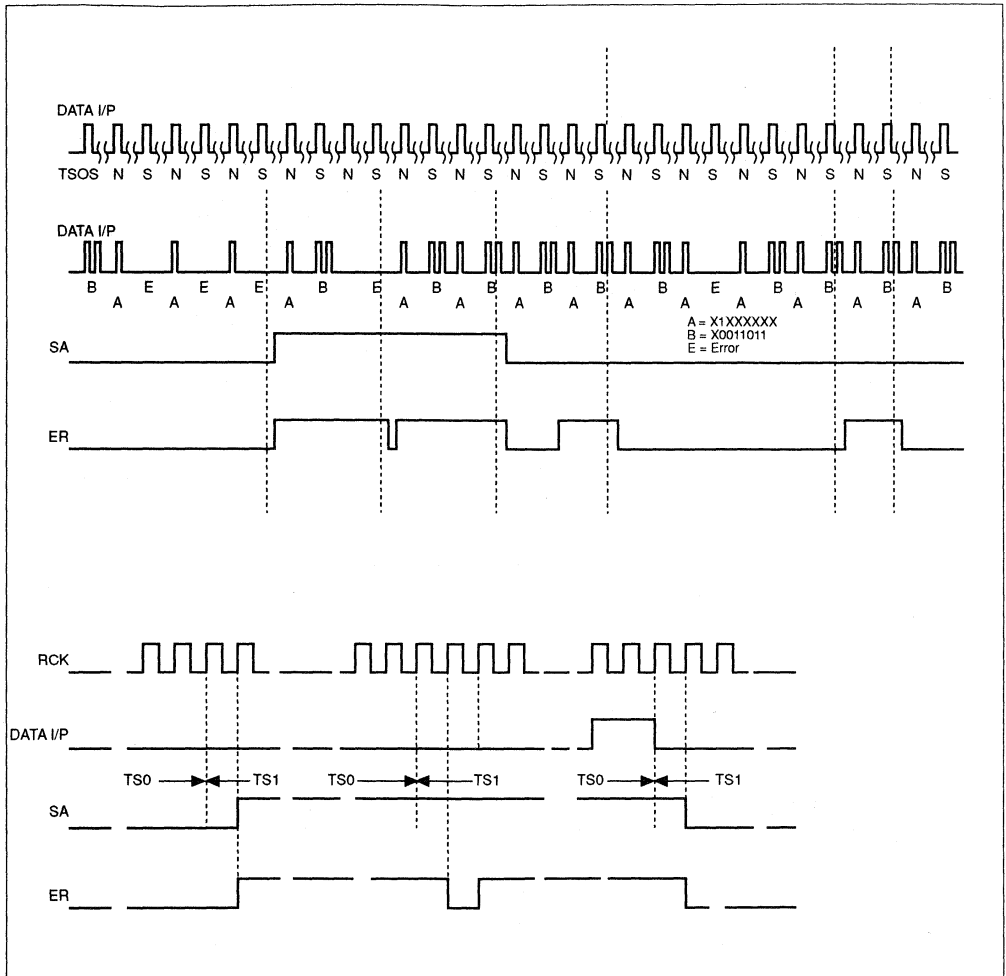 DATA I/P
TSOS N S N S N S N S N S N S N S N S N S N S N S N S N S N S N S
DATA I/P
B E E E B E B B B B B E B B B B
A A A A A A A A A A A A A A
A = X1XXXXXX
B = X0011011
E = Error
SA
ER
RCK
DATA I/P
TS0 TS1 TS0 TS1 TS0 TS1
SA
ER